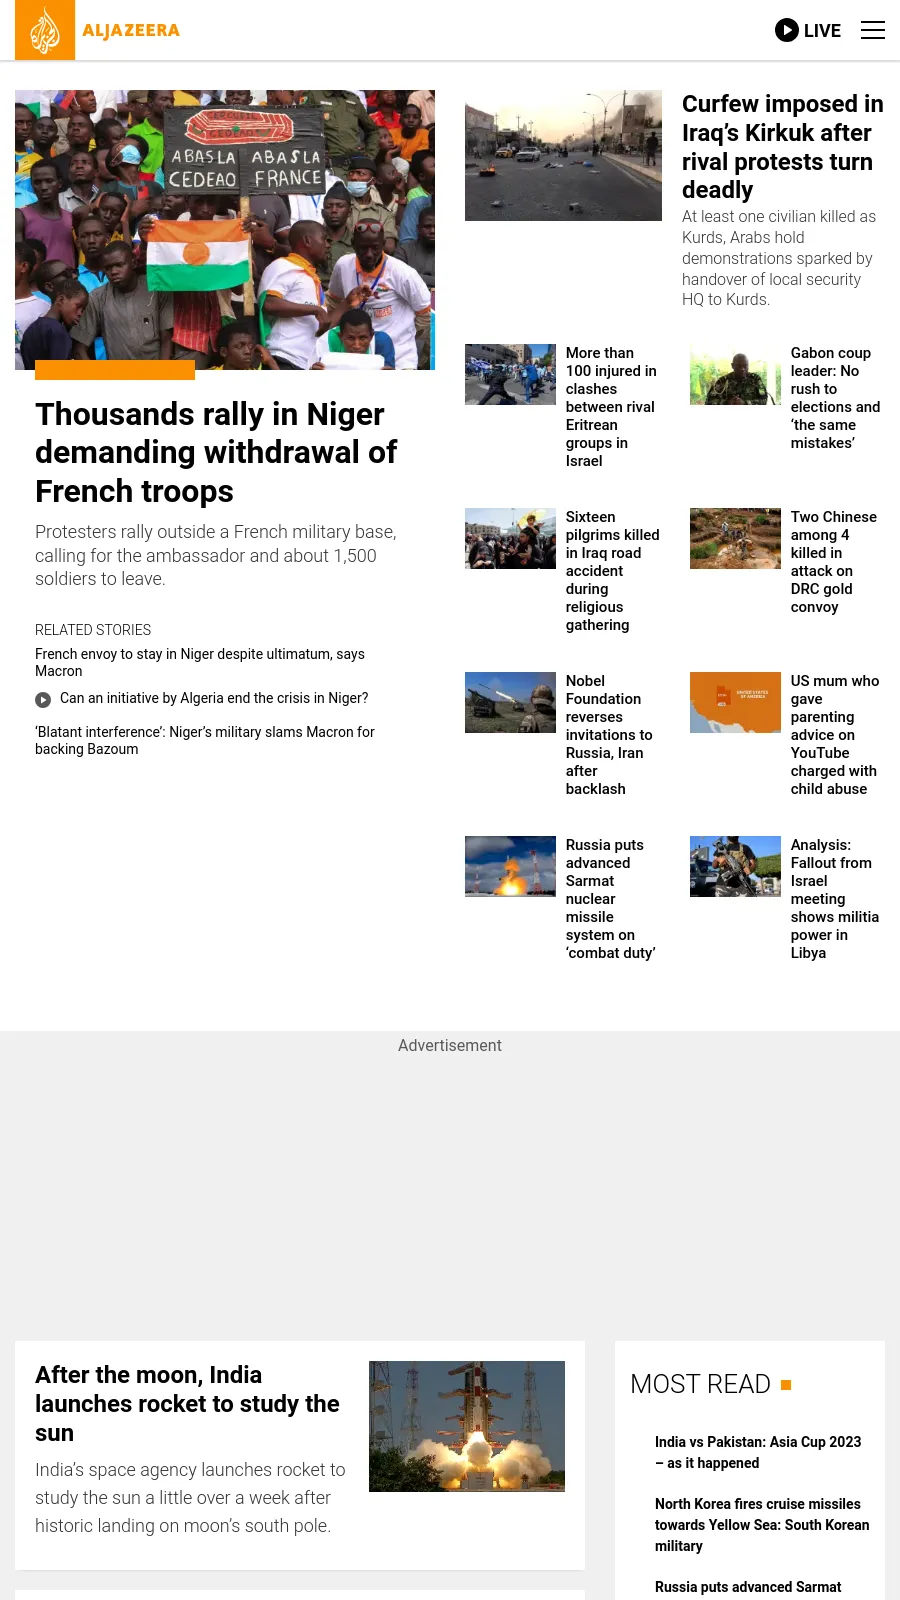 ALJAZEERA
LIVE
CERCUEIL
ABAS LA
CEDEAO
ABASLA
FRANCE
Thousands rally in Niger
demanding withdrawal of
French troops
Protesters rally outside a French military base,
calling for the ambassador and about 1,500
soldiers to leave.
RELATED STORIES
French envoy to stay in Niger despite ultimatum, says
Macron
Can an initiative by Algeria end the crisis in Niger?
‘Blatant interference’: Niger’s military slams Macron for
backing Bazoum
Curfew imposed in
Iraq’s Kirkuk after
rival protests turn
deadly
At least one civilian killed as
Kurds, Arabs hold
demonstrations sparked by
handover of local security
HQ to Kurds.
More than
100 injured in
clashes
between rival
Eritrean
groups in
Israel
Gabon coup
leader: No
rush to
elections and
‘the same
mistakes’
Sixteen
pilgrims killed
in Iraq road
accident
during
religious
gathering
Two Chinese
among 4
killed in
attack on
DRC gold
convoy
Nobel
Foundation
reverses
invitations to
Russia, Iran
after
backlash
UNITED STATES
OF AMERICA
US mum who
gave
parenting
advice on
YouTube
charged with
child abuse
Russia puts
advanced
Sarmat
nuclear
missile
system on
‘combat duty’
Analysis:
Fallout from
Israel
meeting
shows militia
power in
Libya
Advertisement
After the moon, India
launches rocket to study the
sun
India’s space agency launches rocket to
study the sun a little over a week after
historic landing on moon’s south pole.
MOST READ
India vs Pakistan: Asia Cup 2023
– as it happened
North Korea fires cruise missiles
towards Yellow Sea: South Korean
military
Russia puts advanced Sarmat